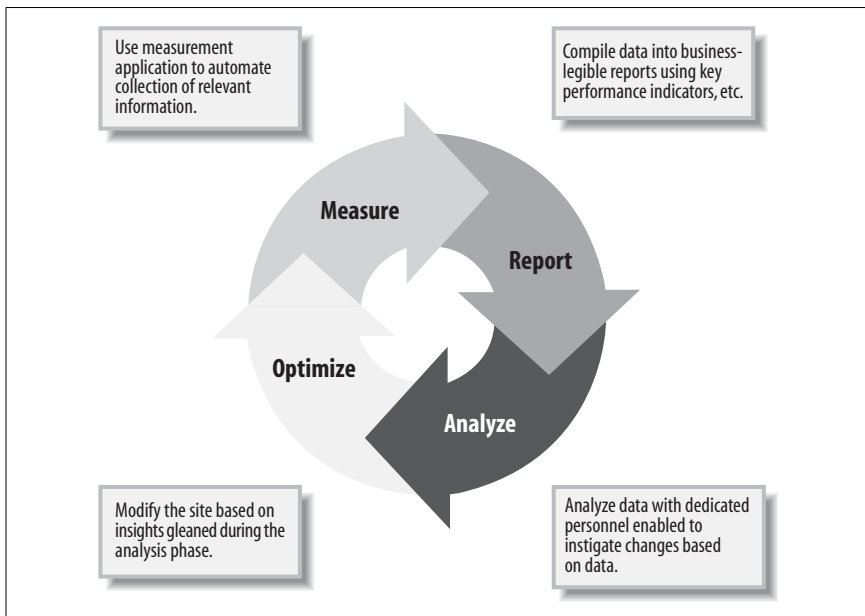 Use measurement
application to automate
collection of relevant
information.
Compile data into business-
legible reports using key
performance indicators, etc.
Measure
Report
Optimize
Analyze
Modify the site based on
insights gleaned during the
analysis phase.
Analyze data with dedicated
personnel enabled to
instigate changes based
on data.